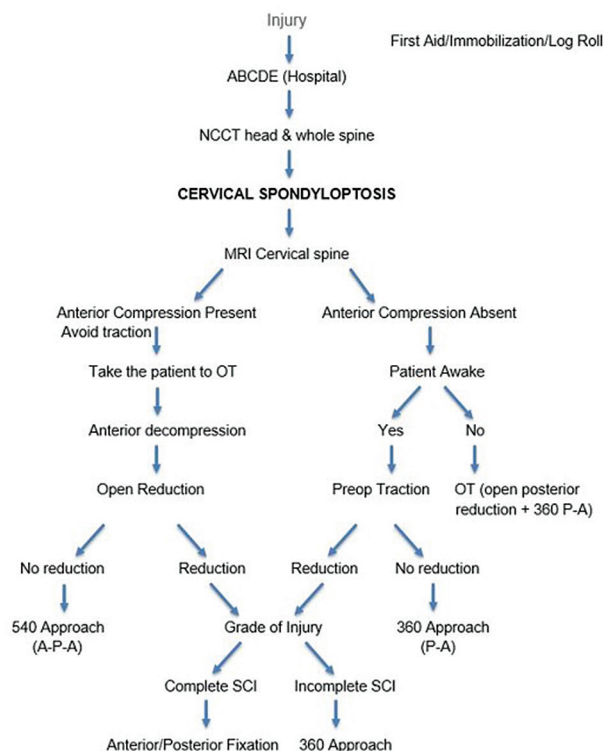 Injury
First Aid/Immobilization/Log Roll
ABCDE (Hospital)
NCCT head & whole spine
CERVICAL SPONDYLOPTOSIS
MRI Cervical spine
Anterior Compression Present
Avoid traction
Anterior Compression Absent
Take the patient to OT
Patient Awake
Anterior decompression
Yes
No
Open Reduction
Preop Traction
OT (open posterior
reduction + 360 P-A)
No reduction
Reduction
Reduction
No reduction
540 Approach
(A-P-A)
Grade of Injury
360 Approach
(P-A)
Complete SCI
Incomplete SCI
Anterior/Posterior Fixation
360 Approach